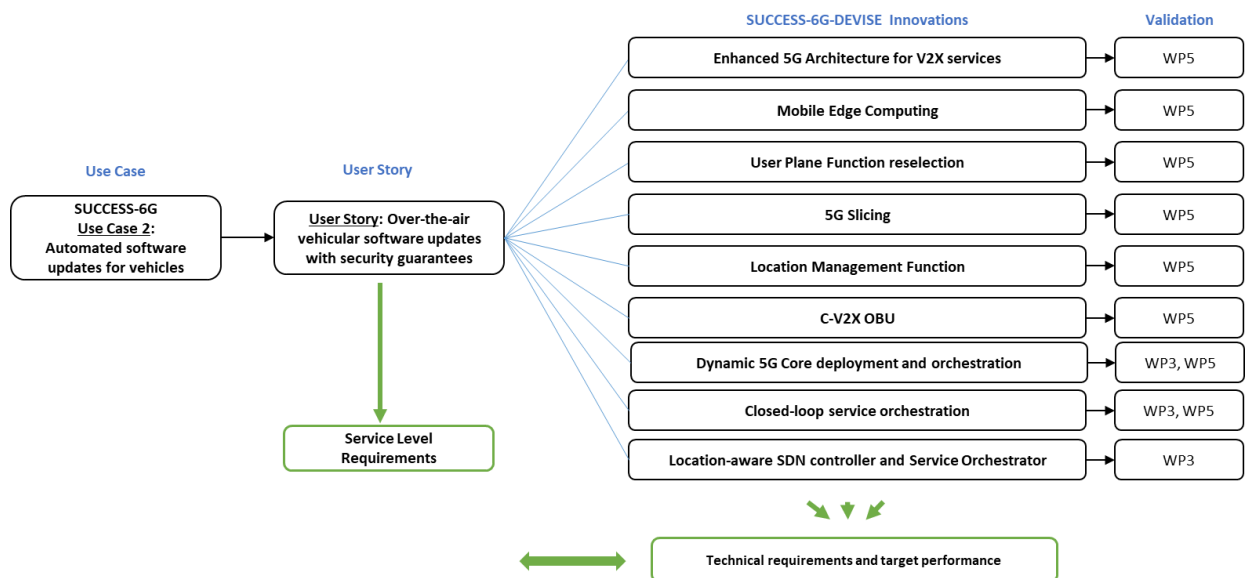 SUCCESS-6G-DEVISE Innovations
Validation
Enhanced 5G Architecture for V2X services
WP5
Mobile Edge Computing
WP5
Use Case
User Story
User Plane Function reselection
WP5
SUCCESS-6G
Use Case 2:
Automated software
updates for vehicles
User Story: Over-the-air
vehicular software updates
with security guarantees
5G Slicing
WP5
Location Management Function
WP5
C-V2X OBU
WP5
Dynamic 5G Core deployment and orchestration
WP3, WP5
Closed-loop service orchestration
WP3, WP5
Service Level
Requirements
Location-aware SDN controller and Service Orchestrator
WP3
Technical requirements and target performance